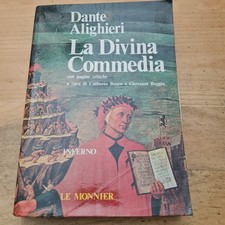 Dante
Alighieri
La Divina
Commedia
con pagine critiche
a cura di Umberto Bosco e Giovanni Reggio
INFERNO
LE MONNIER